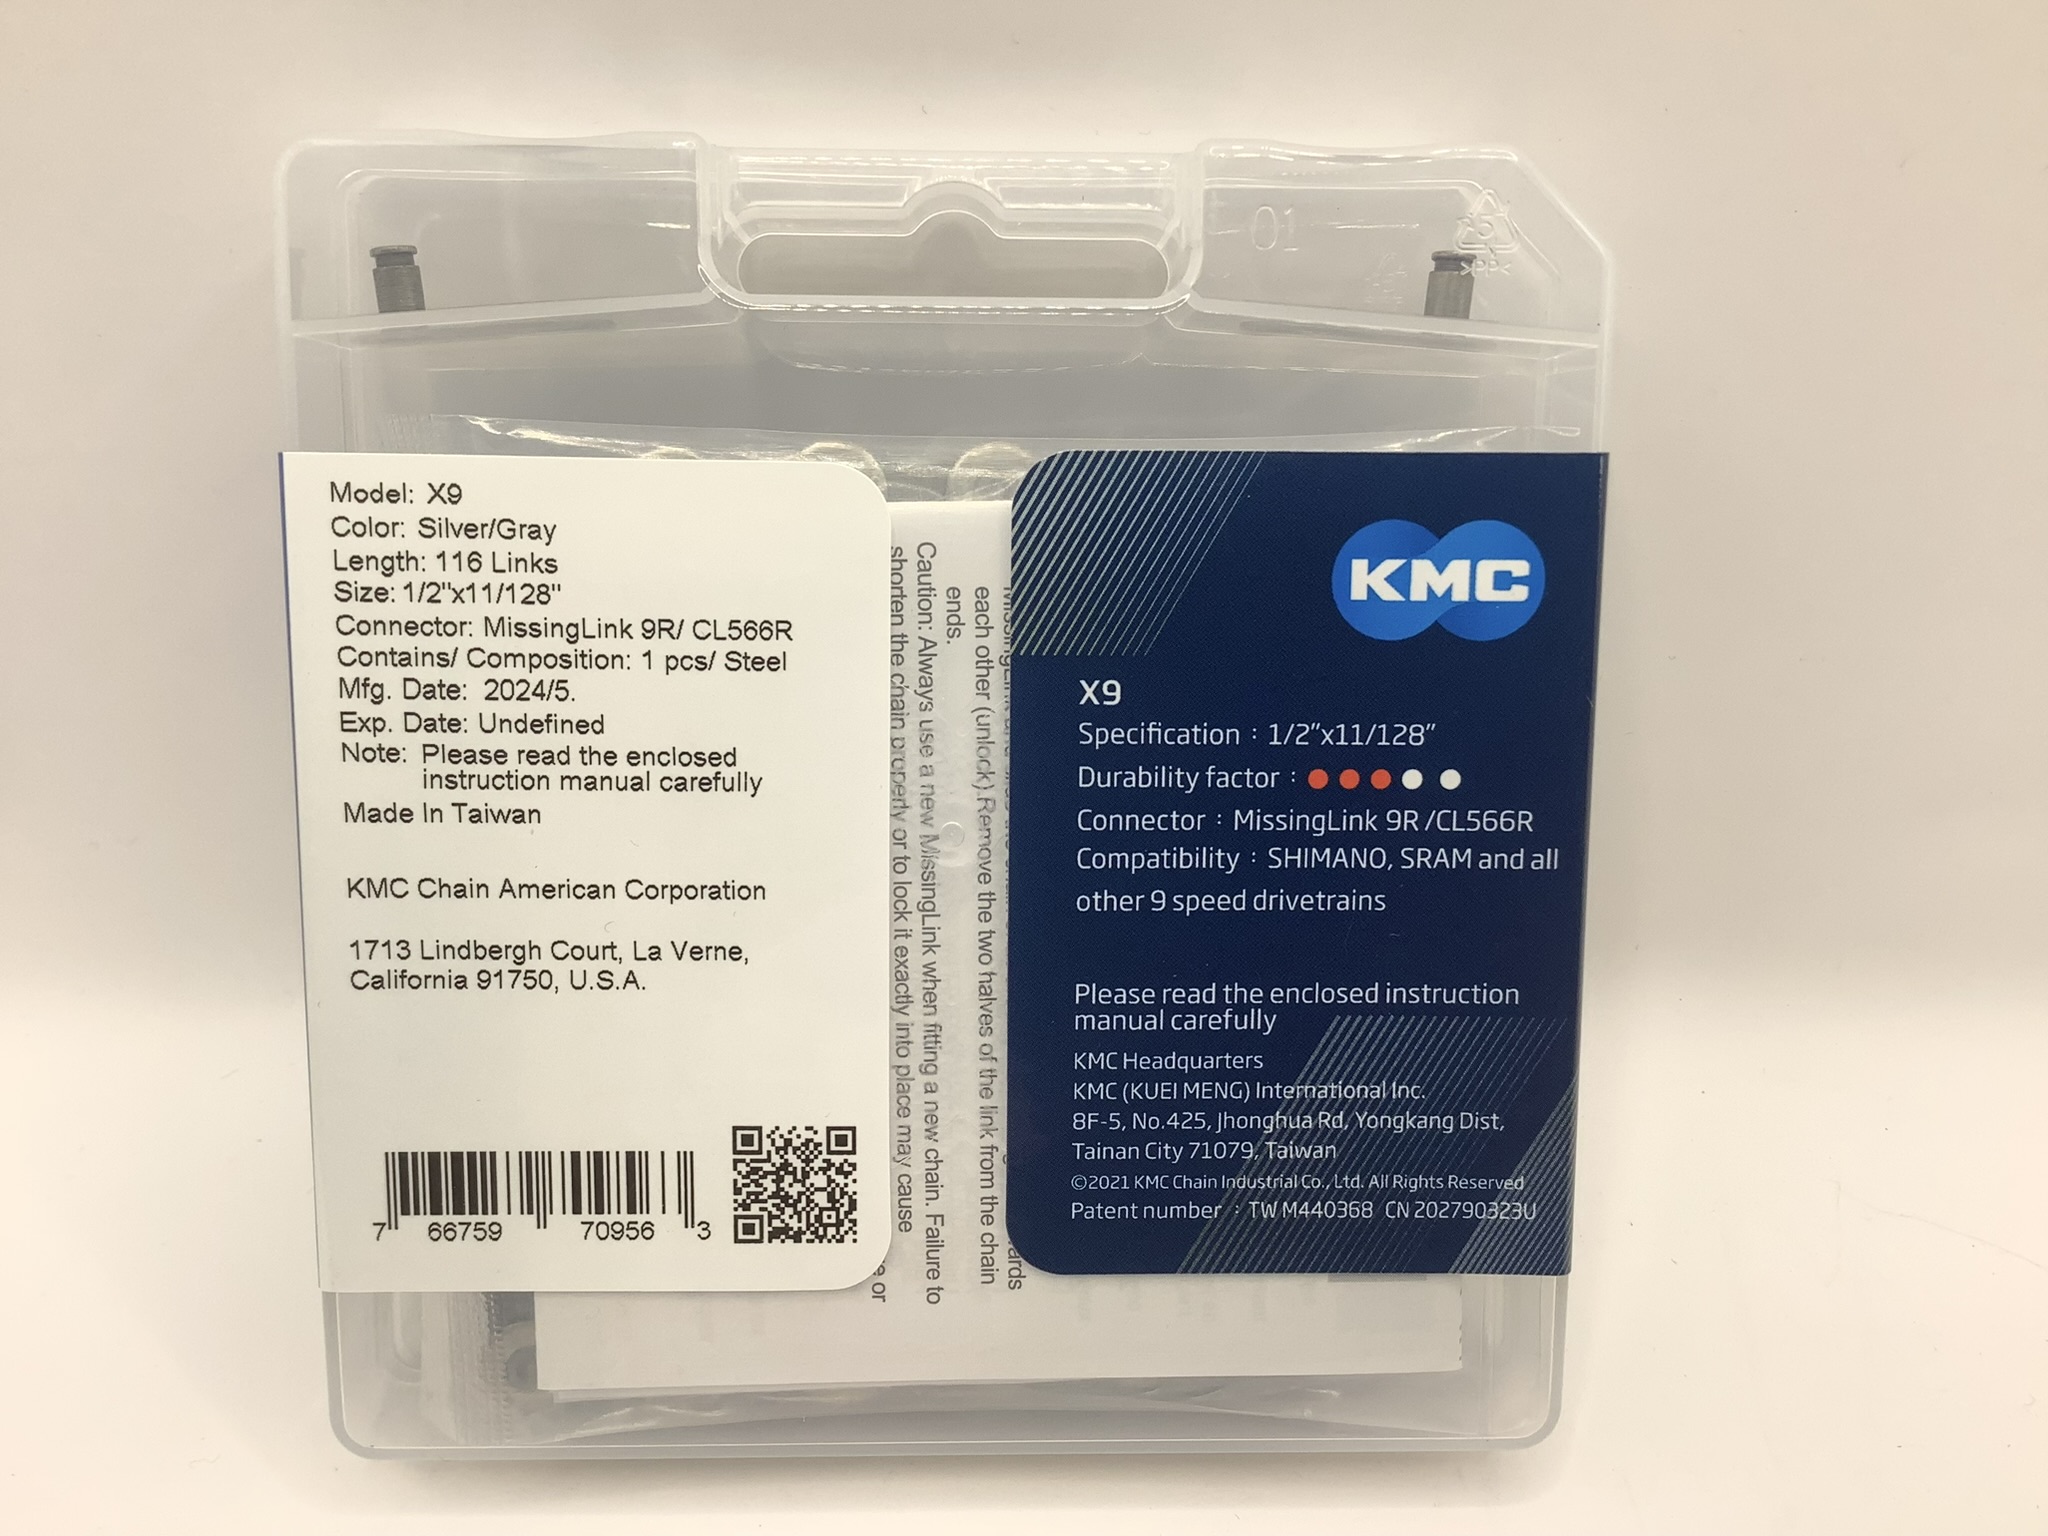 01
5
>PP<
Model: X9
Color: Silver/Gray
Length: 116 Links
Size: 1/2"x11/128"
Connector: MissingLink 9R/ CL566R
Contains/ Composition: 1 pcs/ Steel
Mfg. Date: 2024/5.
Exp. Date: Undefined
Note: Please read the enclosed
instruction manual carefully
Made In Taiwan
KMC Chain American Corporation
1713 Lindbergh Court, La Verne,
California 91750, U.S.A.
7 66759 70956 3
each other (unlock).Remove the two halves of the link from the chain
ends.
Caution: Always use a new MissingLink when fitting a new chain. Failure to
shorten the chain properly or to lock it exactly into place may cause
or
KMC
X9
Specification : 1/2"x11/128"
Durability factor :
Connector : MissingLink 9R /CL566R
Compatibility : SHIMANO, SRAM and all
other 9 speed drivetrains
Please read the enclosed instruction
manual carefully
KMC Headquarters
KMC (KUEI MENG) International Inc.
8F-5, No.425, Jhonghua Rd, Yongkang Dist,
Tainan City 71079, Taiwan
©2021 KMC Chain Industrial Co., Ltd. All Rights Reserved
Patent number : TW M440368 CN 202790323U